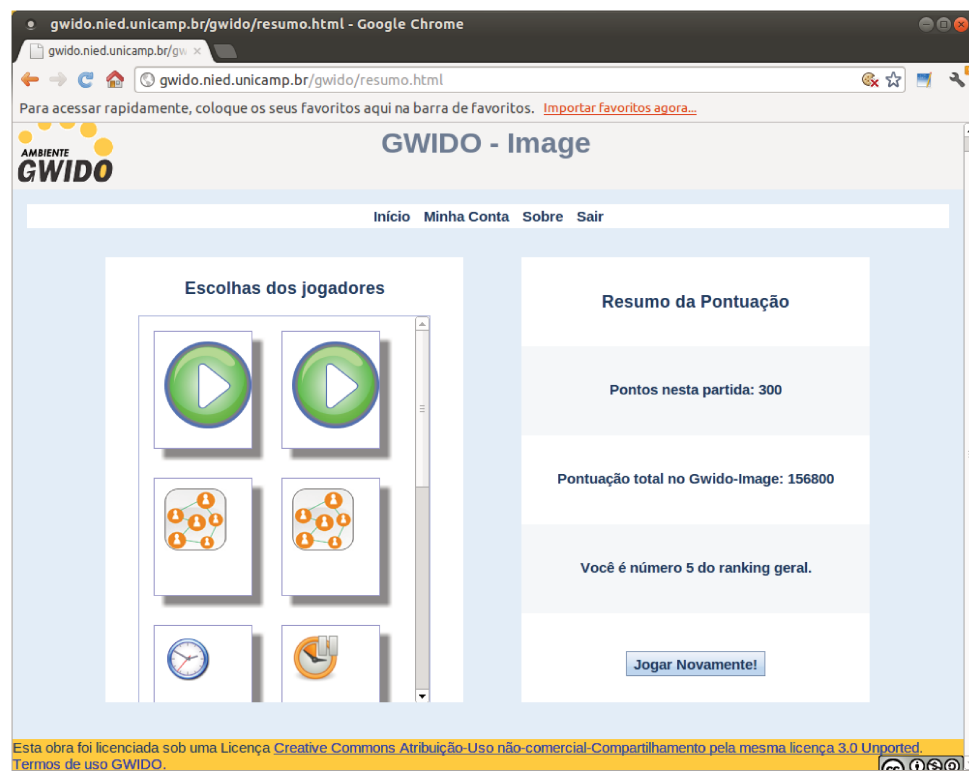 gwido.nied.unicamp.br/gwido/resumo.html - Google Chrome
gwido.nied.unicamp.br/gw
gwido.nied.unicamp.br/gwido/resumo.html
Para acessar rapidamente, coloque os seus favoritos aqui na barra de favoritos. Importar favoritos agora...
AMBIENTE
GWIDO
GWIDO - Image
Início Minha Conta Sobre Sair
Escolhas dos jogadores
Resumo da Pontuação
Pontos nesta partida: 300
Pontuação total no Gwido-Image: 156800
Você é número 5 do ranking geral.
Jogar Novamente!
Esta obra foi licenciada sob uma Licença Creative Commons Atribuição-Uso não-comercial-Compartilhamento pela mesma licença 3.0 Unported.
Termos de uso GWIDO.